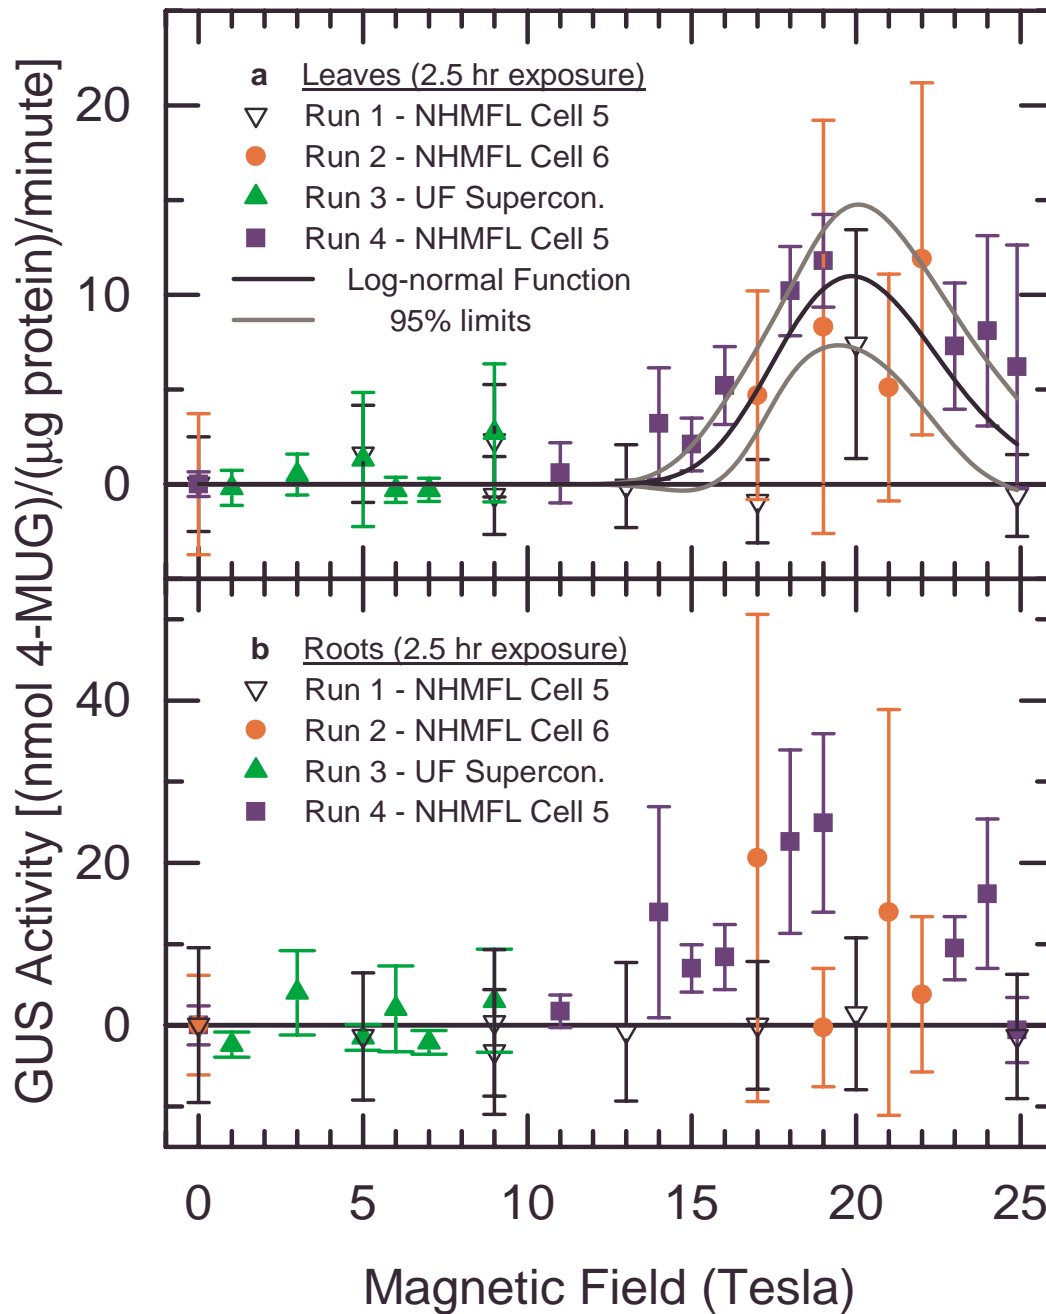 GUS Activity [(nmol 4-MUG)/(µg protein)/minute]
20
10
0
a Leaves (2.5 hr exposure)
Run 1 - NHMFL Cell 5
Run 2 - NHMFL Cell 6
Run 3 - UF Supercon.
Run 4 - NHMFL Cell 5
Log-normal Function
95% limits
40
20
0
b Roots (2.5 hr exposure)
Run 1 - NHMFL Cell 5
Run 2 - NHMFL Cell 6
Run 3 - UF Supercon.
Run 4 - NHMFL Cell 5
0 5 10 15 20 25
Magnetic Field (Tesla)